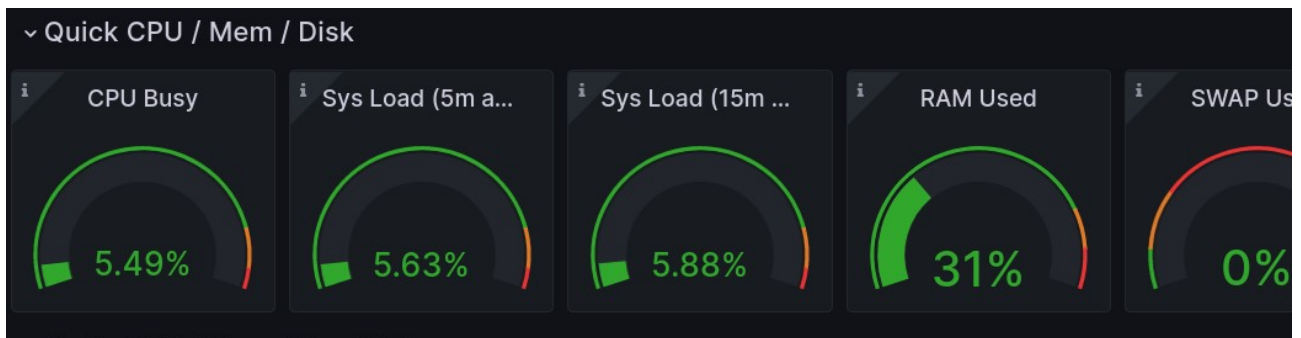 Quick CPU / Mem / Disk
i CPU Busy
i Sys Load (5m a...
i Sys Load (15m ...
i RAM Used
i SWAP Us
5.49%
5.63%
5.88%
31%
0%